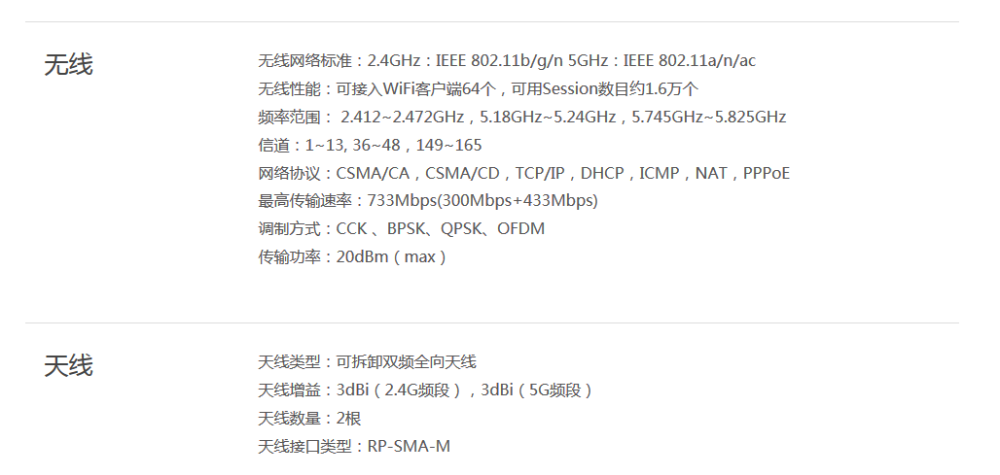 无线
无线网络标准：2.4GHz：IEEE 802.11b/g/n 5GHz：IEEE 802.11a/n/ac
无线性能：可接入WiFi客户端64个，可用Session数目约1.6万个
频率范围： 2.412~2.472GHz，5.18GHz~5.24GHz，5.745GHz~5.825GHz
信道：1~13, 36~48，149~165
网络协议：CSMA/CA，CSMA/CD，TCP/IP，DHCP，ICMP，NAT，PPPoE
最高传输速率：733Mbps(300Mbps+433Mbps)
调制方式：CCK 、BPSK、QPSK、OFDM
传输功率：20dBm（max）
天线
天线类型：可拆卸双频全向天线
天线增益：3dBi（2.4G频段），3dBi（5G频段）
天线数量：2根
天线接口类型：RP-SMA-M